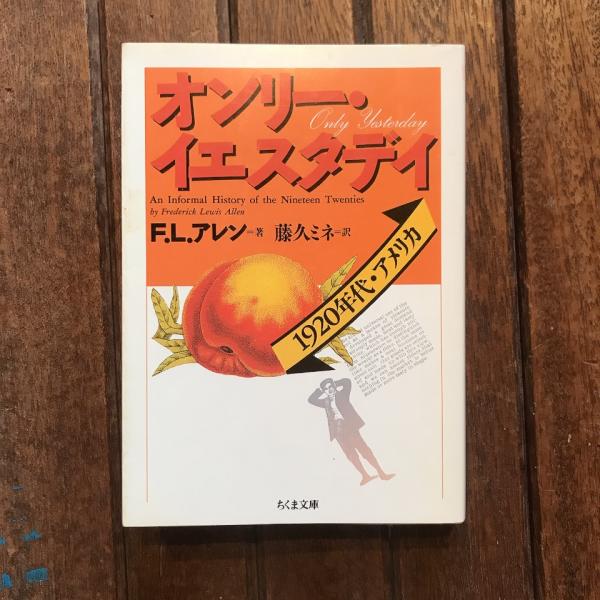 オンリー・
Only Yesterday
イエスタデイ
An Informal History of the Nineteen Twenties
by Frederick Lewis Allen
F.L.アレン=著 藤久ミネ=訳
1920年代・アメリカ
ちくま文庫